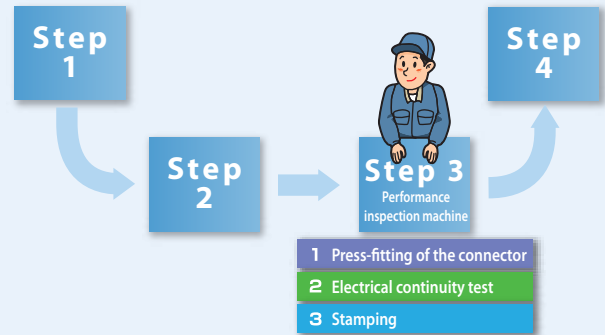 Step
1
Step
2
Step 3
Performance
inspection machine
1 Press-fitting of the connector
2 Electrical continuity test
3 Stamping
Step
4